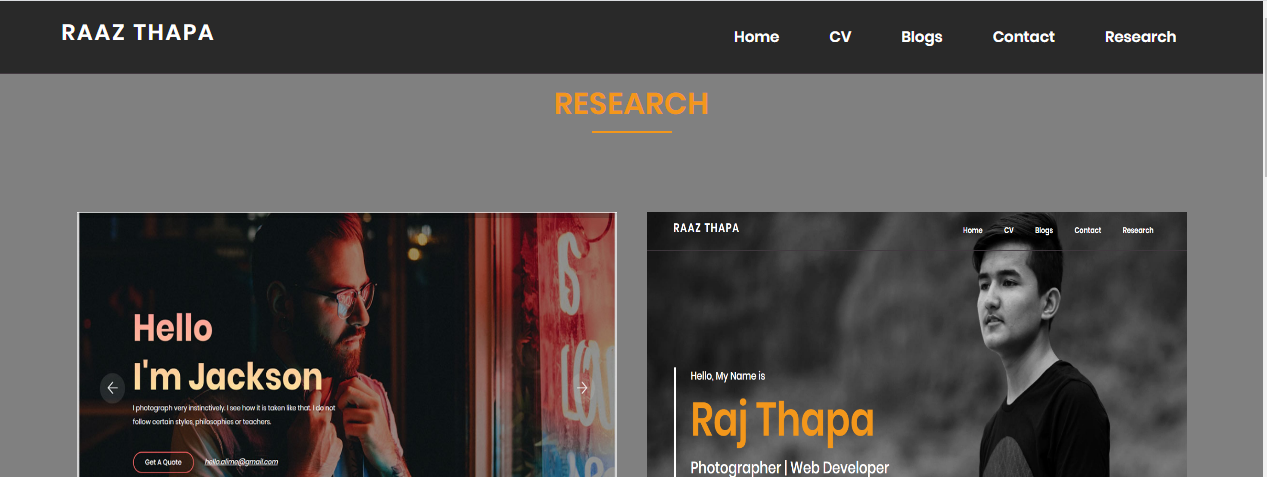 RAAZ THAPA
Home CV Blogs Contact Research
RESEARCH
Hello
I'm Jackson
I photograph very instinctively. I see how it is taken like that. I do not
follow certain styles, philosophies or teachers.
Get A Quote hello.alime@gmail.com
6
RAAZ THAPA
Home CV Blogs Contact Research
Hello, My Name is
Raj Thapa
Photographer | Web Developer